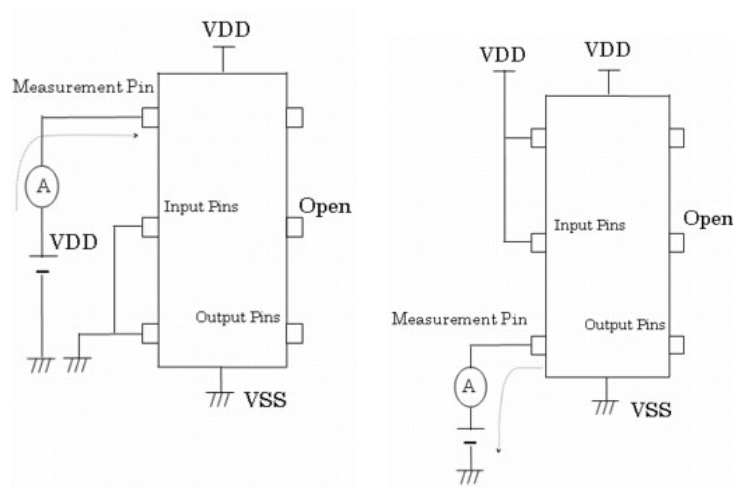 VDD
Measurement Pin
A
Input Pins
Open
VDD
Output Pins
VSS
VDD
VDD
Input Pins
Open
Measurement Pin
Output Pins
A
VSS